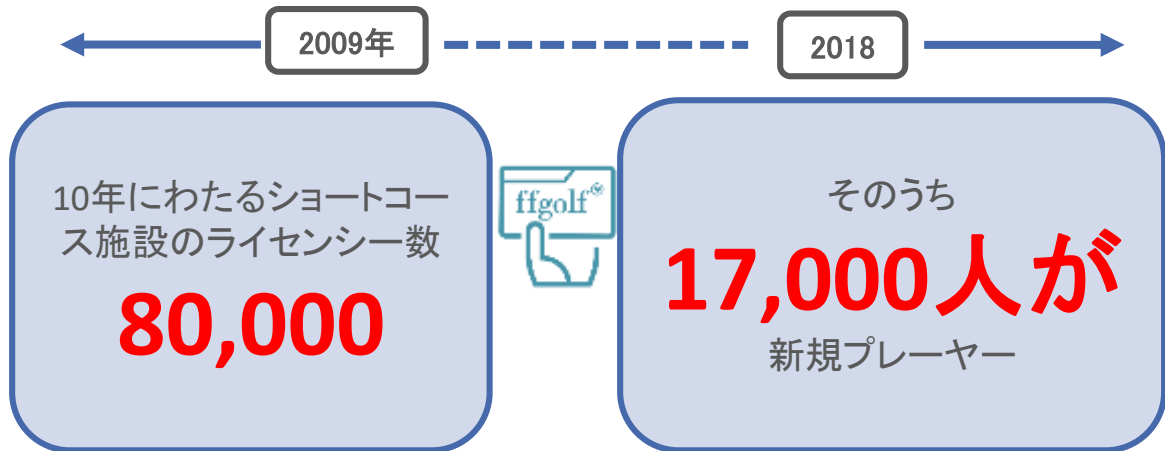 2009年
2018
10年にわたるショートコー
ス施設のライセンシー数
80,000
ffgolf
そのうち
17,000人が
新規プレーヤー